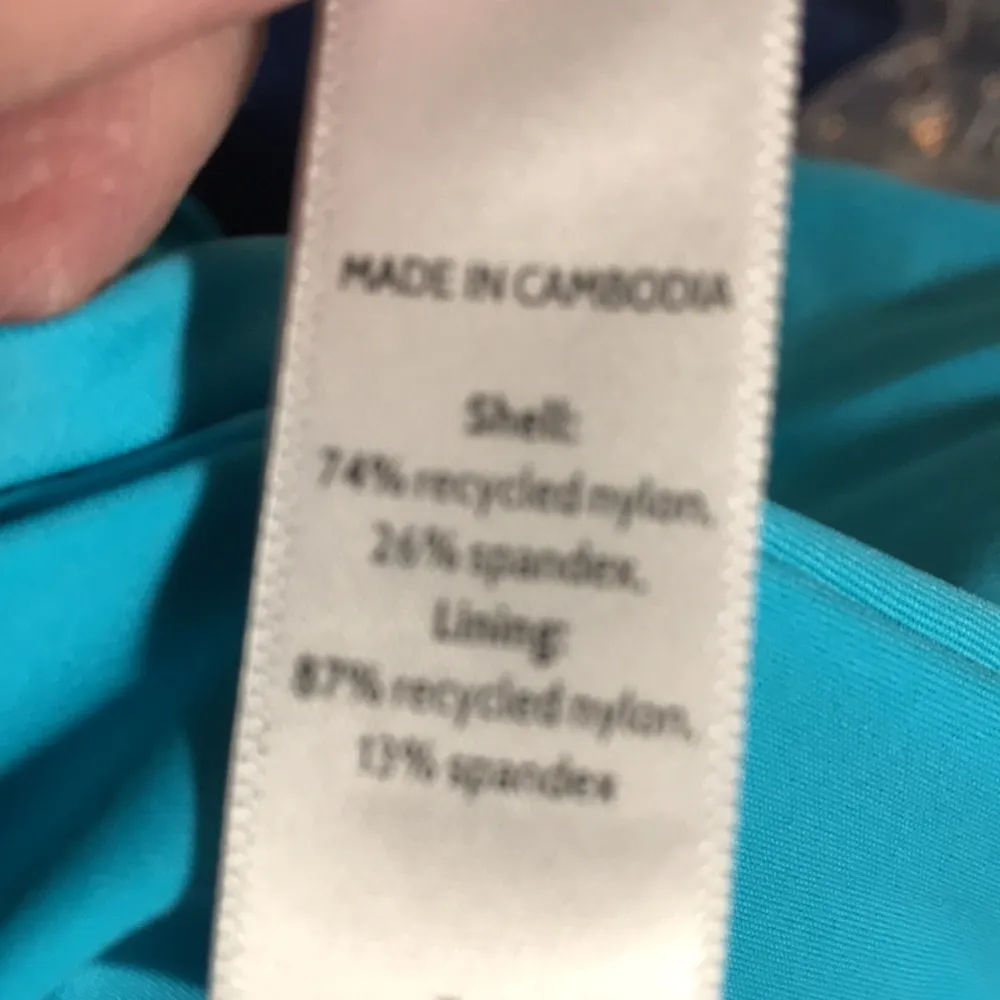 MADE IN CAMBODIA
Shell:
74% recycled nylon,
26% spandex,
Lining:
87% recycled nylon,
13% spandex